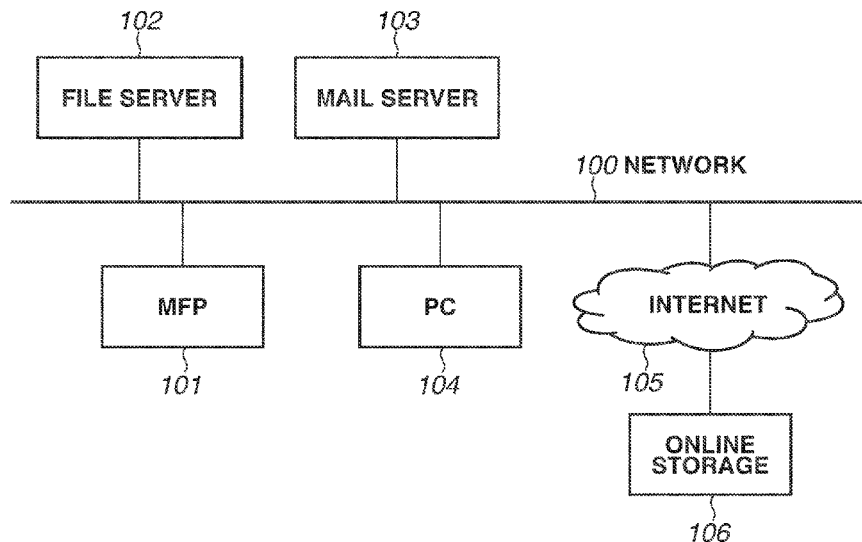 102
103
FILE SERVER
MAIL SERVER
100 NETWORK
MFP
PC
INTERNET
101
104
105
ONLINE
STORAGE
106